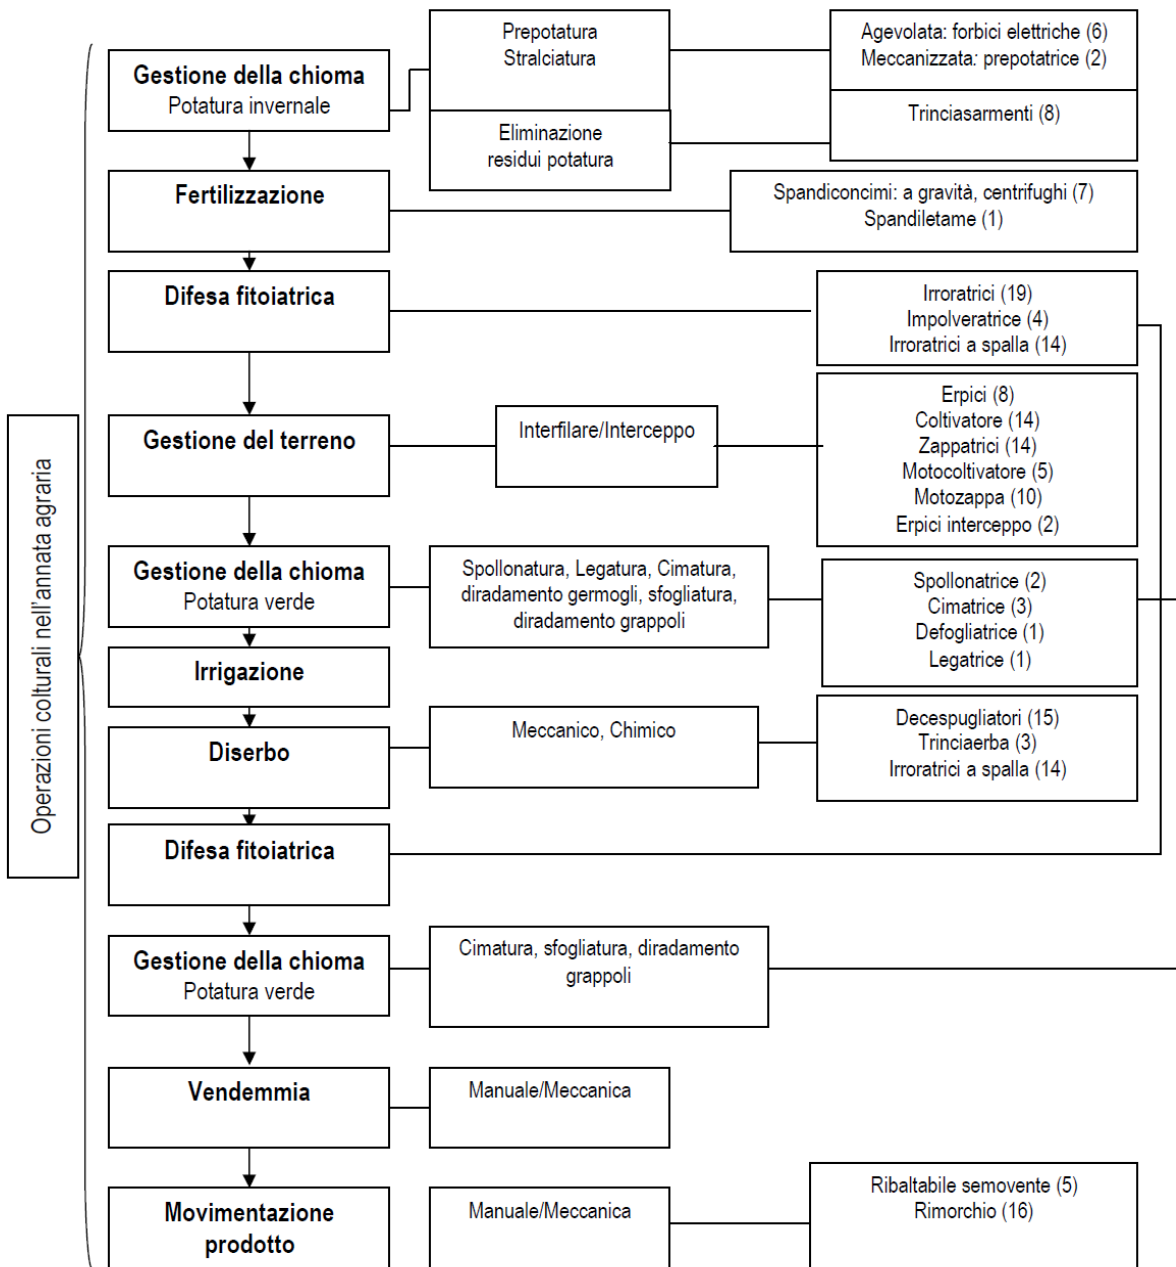 Operazioni colturali nell'annata agraria
Gestione della chioma
Potatura invernale
Prepotatura
Stralciatura
Agevolata: forbici elettriche (6)
Meccanizzata: prepotatrice (2)
Eliminazione
residui potatura
Trinciasarmenti (8)
Fertilizzazione
Spandiconcimi: a gravità, centrifughi (7)
Spandiletame (1)
Difesa fitoiatrica
Irroratrici (19)
Impolveratrice (4)
Irroratrici a spalla (14)
Gestione del terreno
Interfilare/Interceppo
Erpici (8)
Coltivatore (14)
Zappatrici (14)
Motocoltivatore (5)
Motozappa (10)
Erpici interceppo (2)
Gestione della chioma
Potatura verde
Spollonatura, Legatura, Cimatura,
diradamento germogli, sfogliatura,
diradamento grappoli
Spollonatrice (2)
Cimatrice (3)
Defogliatrice (1)
Legatrice (1)
Irrigazione
Diserbo
Meccanico, Chimico
Decespugliatori (15)
Trinciaerba (3)
Irroratrici a spalla (14)
Difesa fitoiatrica
Gestione della chioma
Potatura verde
Cimatura, sfogliatura, diradamento
grappoli
Vendemmia
Manuale/Meccanica
Movimentazione
prodotto
Manuale/Meccanica
Ribaltabile semovente (5)
Rimorchio (16)